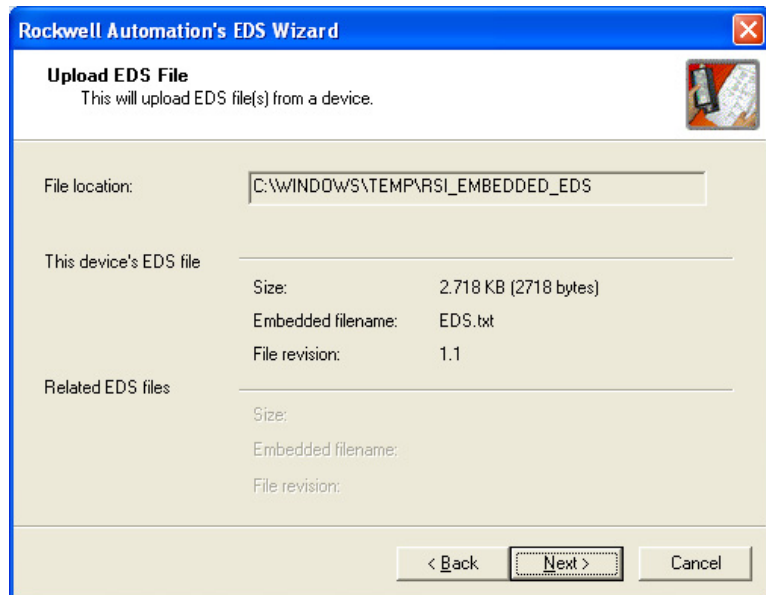 Rockwell Automation's EDS Wizard
Upload EDS File
This will upload EDS file(s) from a device.
File location: C:\WINDOWS\TEMP\RSI_EMBEDDED_EDS
This device's EDS file
Size: 2.718 KB (2718 bytes)
Embedded filename: EDS.txt
File revision: 1.1
Related EDS files
Size:
Embedded filename:
File revision:
< Back Next > Cancel